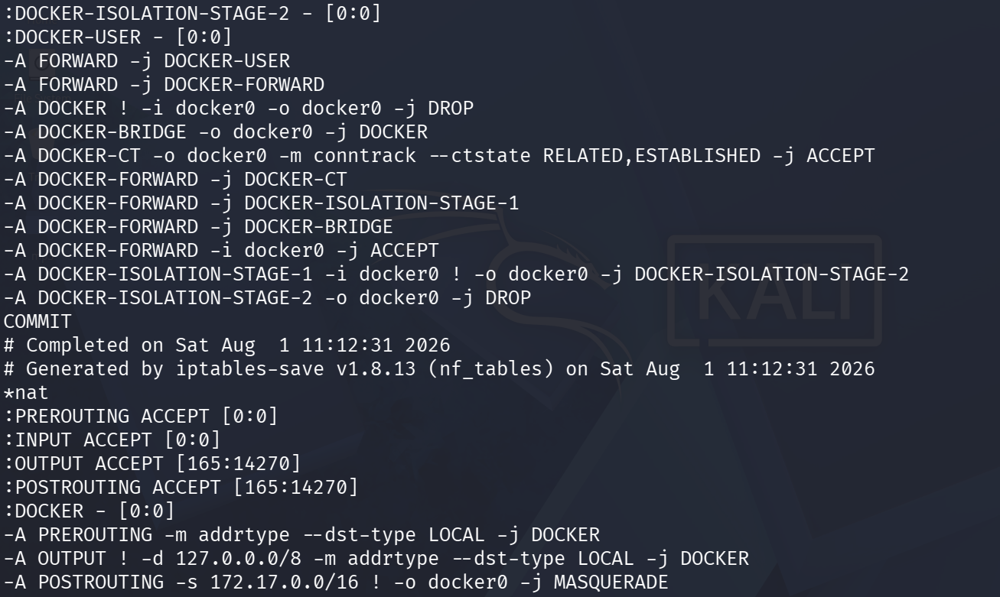 :DOCKER-ISOLATION-STAGE-2 - [0:0]
:DOCKER-USER - [0:0]
-A FORWARD -j DOCKER-USER
-A FORWARD -j DOCKER-FORWARD
-A DOCKER ! -i docker0 -o docker0 -j DROP
-A DOCKER-BRIDGE -o docker0 -j DOCKER
-A DOCKER-CT -o docker0 -m conntrack --ctstate RELATED,ESTABLISHED -j ACCEPT
-A DOCKER-FORWARD -j DOCKER-CT
-A DOCKER-FORWARD -j DOCKER-ISOLATION-STAGE-1
-A DOCKER-FORWARD -j DOCKER-BRIDGE
-A DOCKER-FORWARD -i docker0 -j ACCEPT
-A DOCKER-ISOLATION-STAGE-1 -i docker0 ! -o docker0 -j DOCKER-ISOLATION-STAGE-2
-A DOCKER-ISOLATION-STAGE-2 -o docker0 -j DROP
KALI
COMMIT
# Completed on Sat Aug  1 11:12:31 2026
# Generated by iptables-save v1.8.13 (nf_tables) on Sat Aug  1 11:12:31 2026
*nat
:PREROUTING ACCEPT [0:0]
:INPUT ACCEPT [0:0]
:OUTPUT ACCEPT [165:14270]
:POSTROUTING ACCEPT [165:14270]
:DOCKER - [0:0]
-A PREROUTING -m addrtype --dst-type LOCAL -j DOCKER
-A OUTPUT ! -d 127.0.0.0/8 -m addrtype --dst-type LOCAL -j DOCKER
-A POSTROUTING -s 172.17.0.0/16 ! -o docker0 -j MASQUERADE